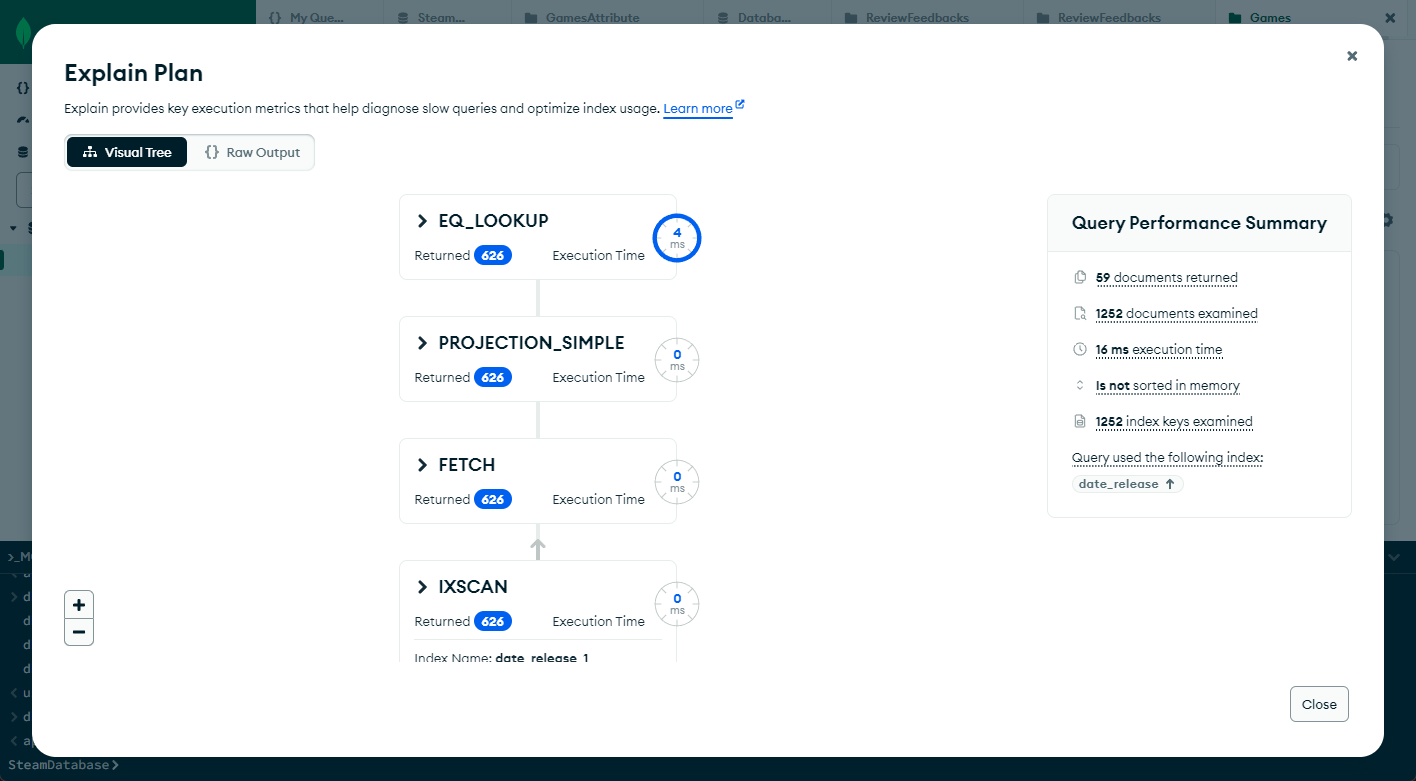 My Que...
Steam...
GamesAttribute
Databa...
ReviewFeedbacks
ReviewFeedbacks
Games
Explain Plan
Explain provides key execution metrics that help diagnose slow queries and optimize index usage. Learn more
Visual Tree
Raw Output
EQ_LOOKUP
Returned 626 Execution Time
4
ms
PROJECTION_SIMPLE
Returned 626 Execution Time
0
ms
FETCH
Returned 626 Execution Time
0
ms
IXSCAN
Returned 626 Execution Time
0
ms
Index Name: date_release_1
Query Performance Summary
59 documents returned
1252 documents examined
16 ms execution time
Is not sorted in memory
1252 index keys examined
Query used the following index:
date_release ↑
+
−
Close
SteamDatabase>